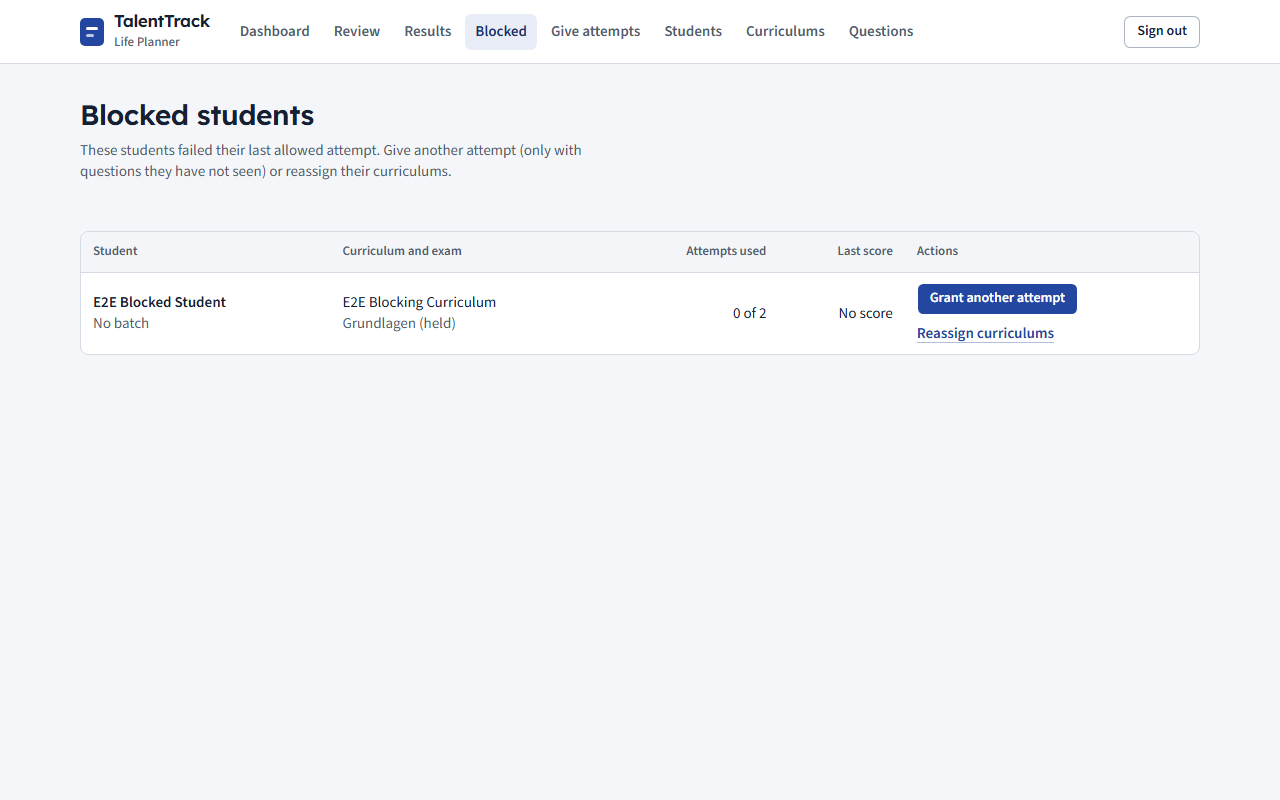 TalentTrack
Life Planner
Dashboard
Review
Results
Blocked
Give attempts
Students
Curriculums
Questions
Sign out
Blocked students
These students failed their last allowed attempt. Give another attempt (only with
questions they have not seen) or reassign their curriculums.
Student
Curriculum and exam
Attempts used
Last score
Actions
E2E Blocked Student
No batch
E2E Blocking Curriculum
Grundlagen (held)
0 of 2
No score
Grant another attempt
Reassign curriculums